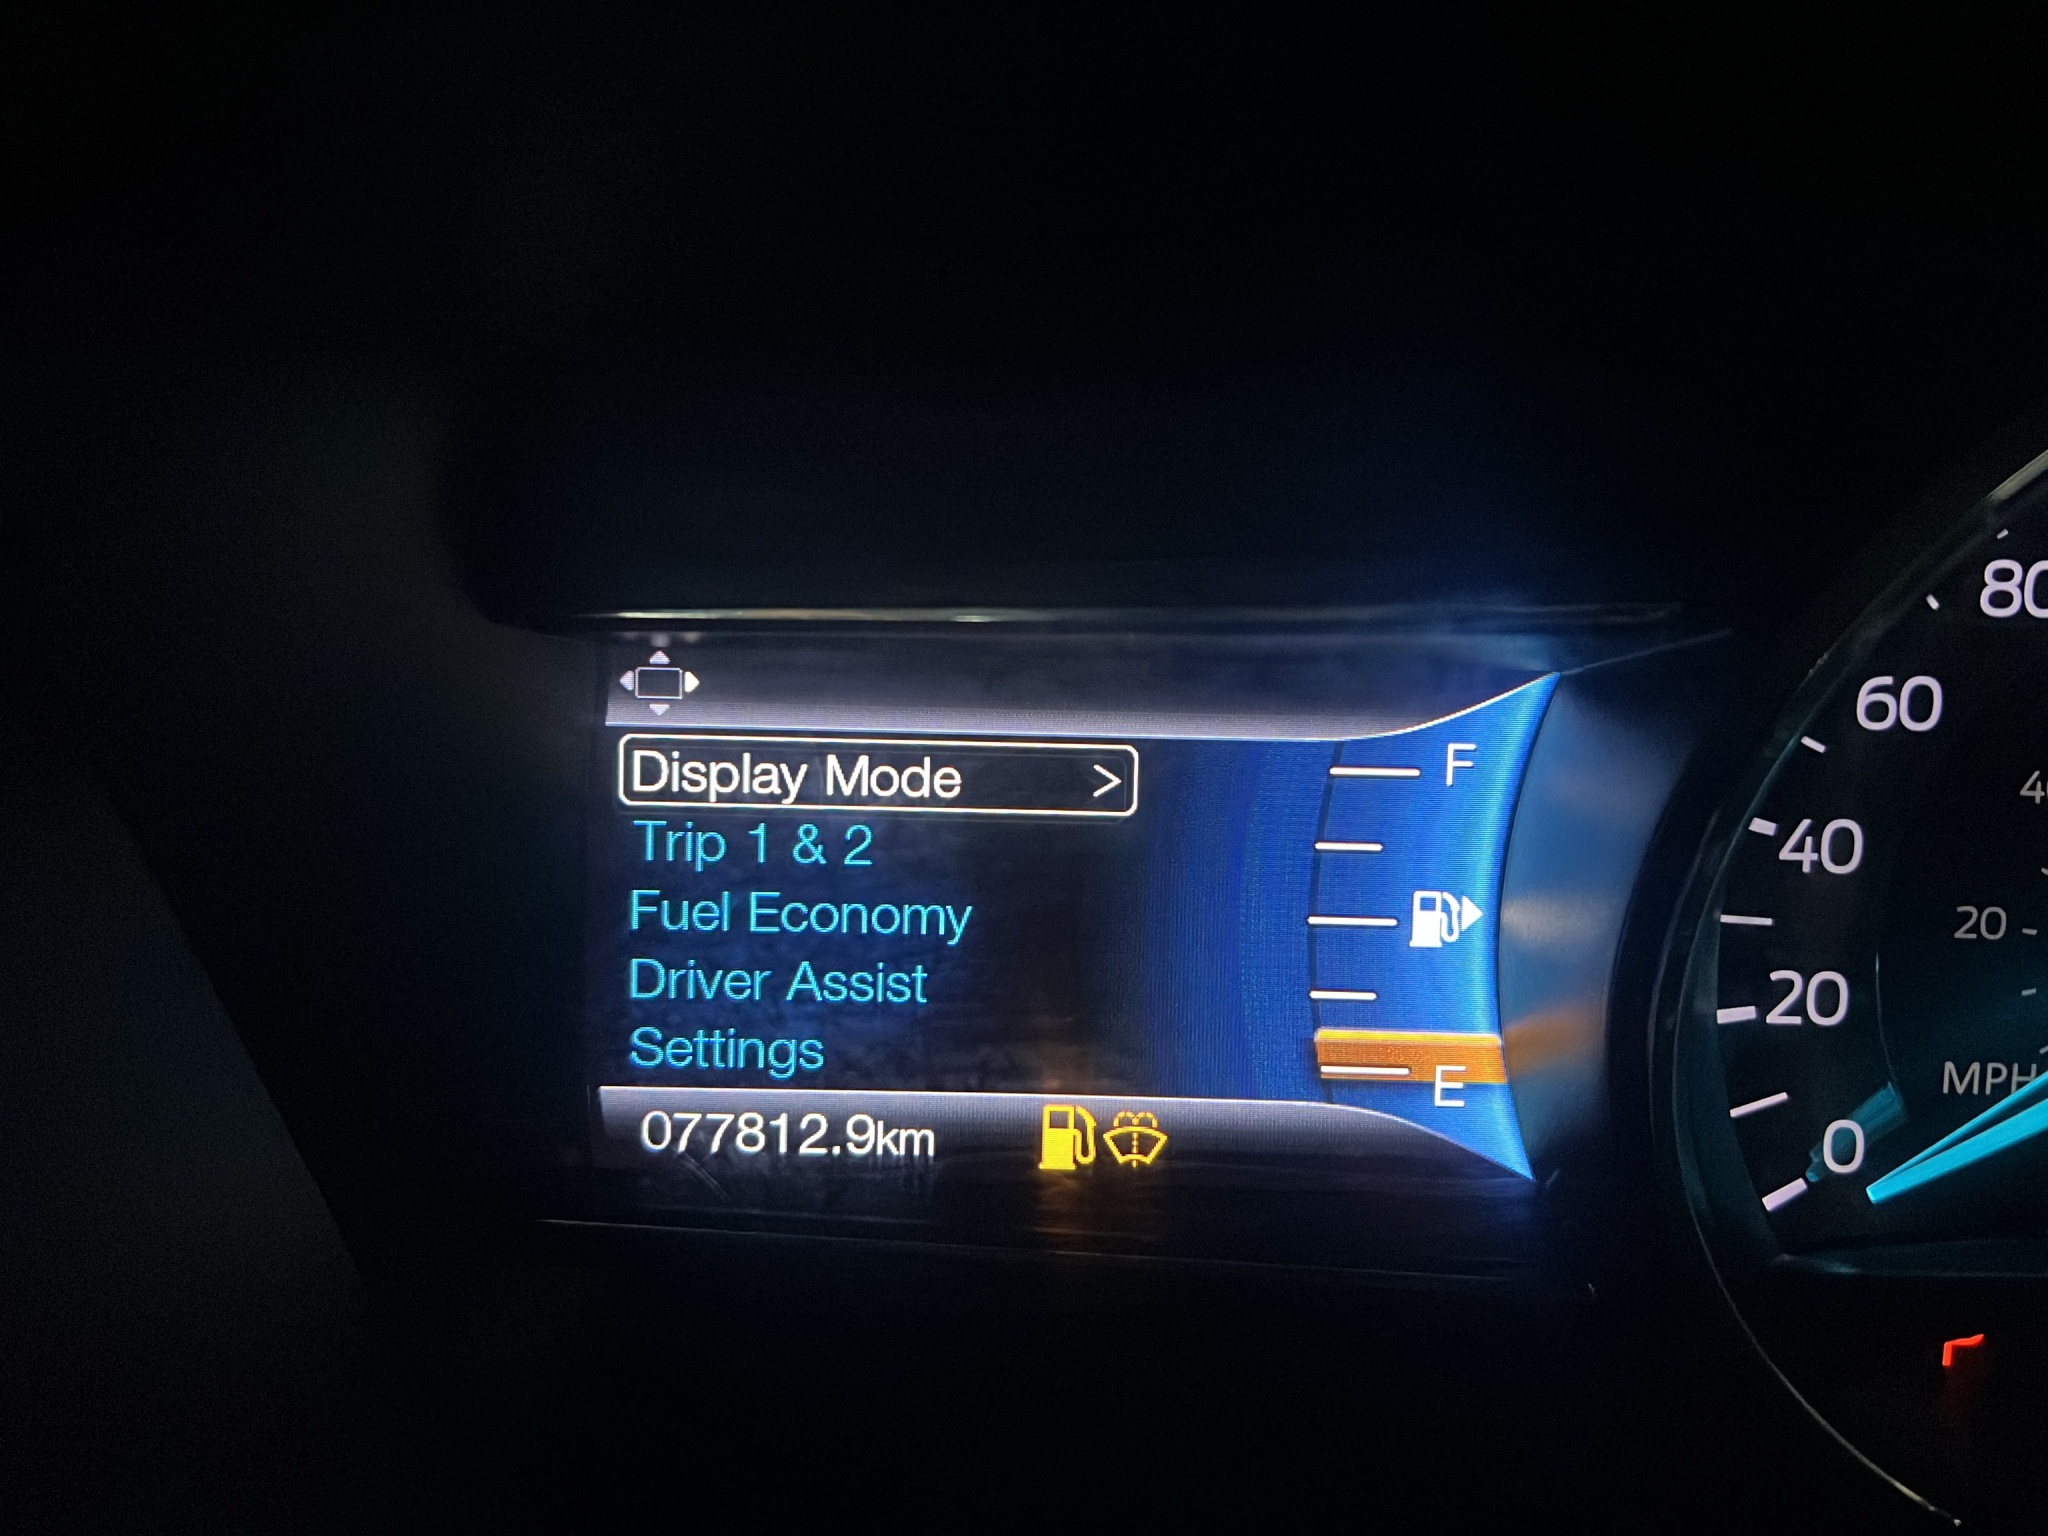 Display Mode >
Trip 1 & 2
Fuel Economy
Driver Assist
Settings
077812.9km
F
E
80
60
40
20
0
20
MPH